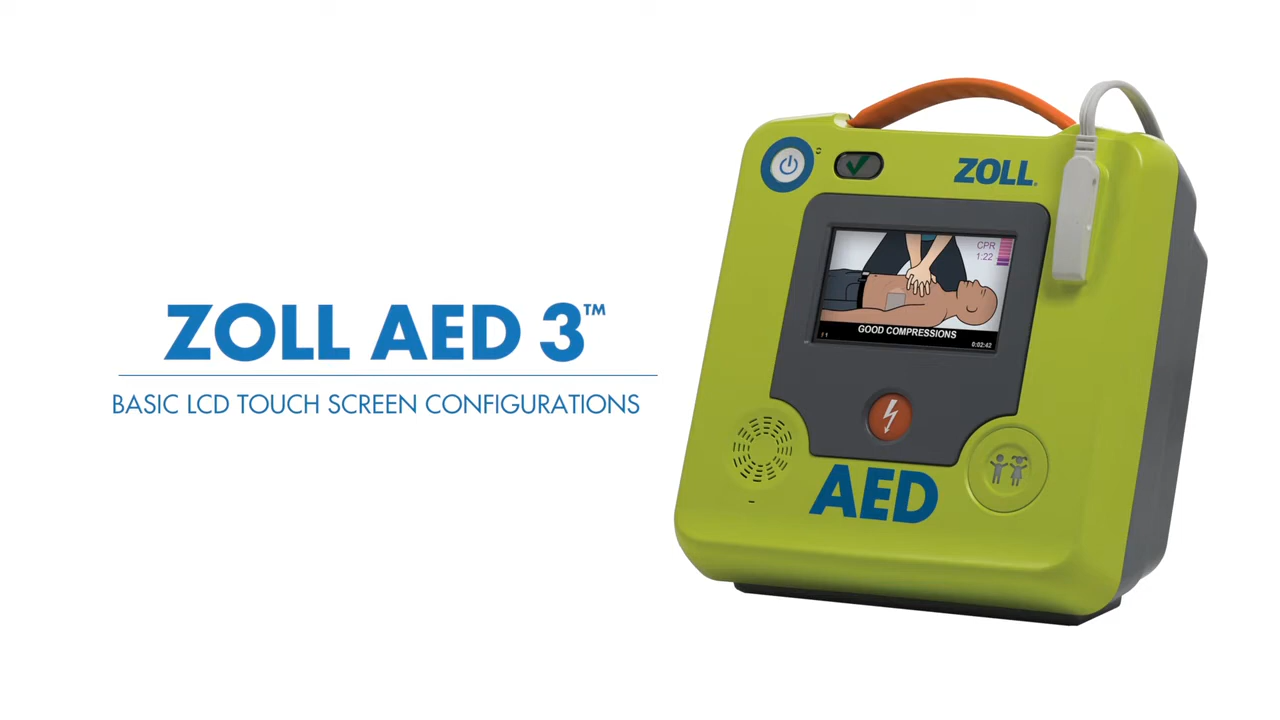 ZOLL AED 3™
BASIC LCD TOUCH SCREEN CONFIGURATIONS
ZOLL®
CPR
1:22
GOOD COMPRESSIONS
0:02:42
AED